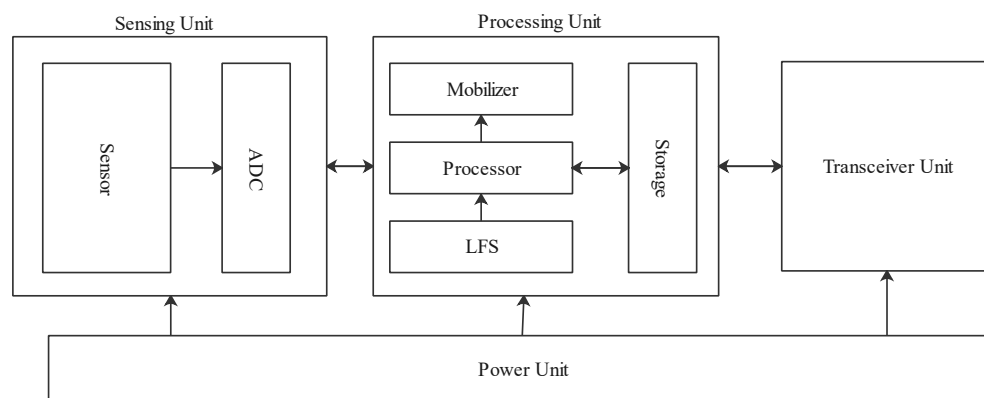 Sensing Unit
Processing Unit
Sensor
ADC
Mobilizer
Processor
LFS
Storage
Transceiver Unit
Power Unit